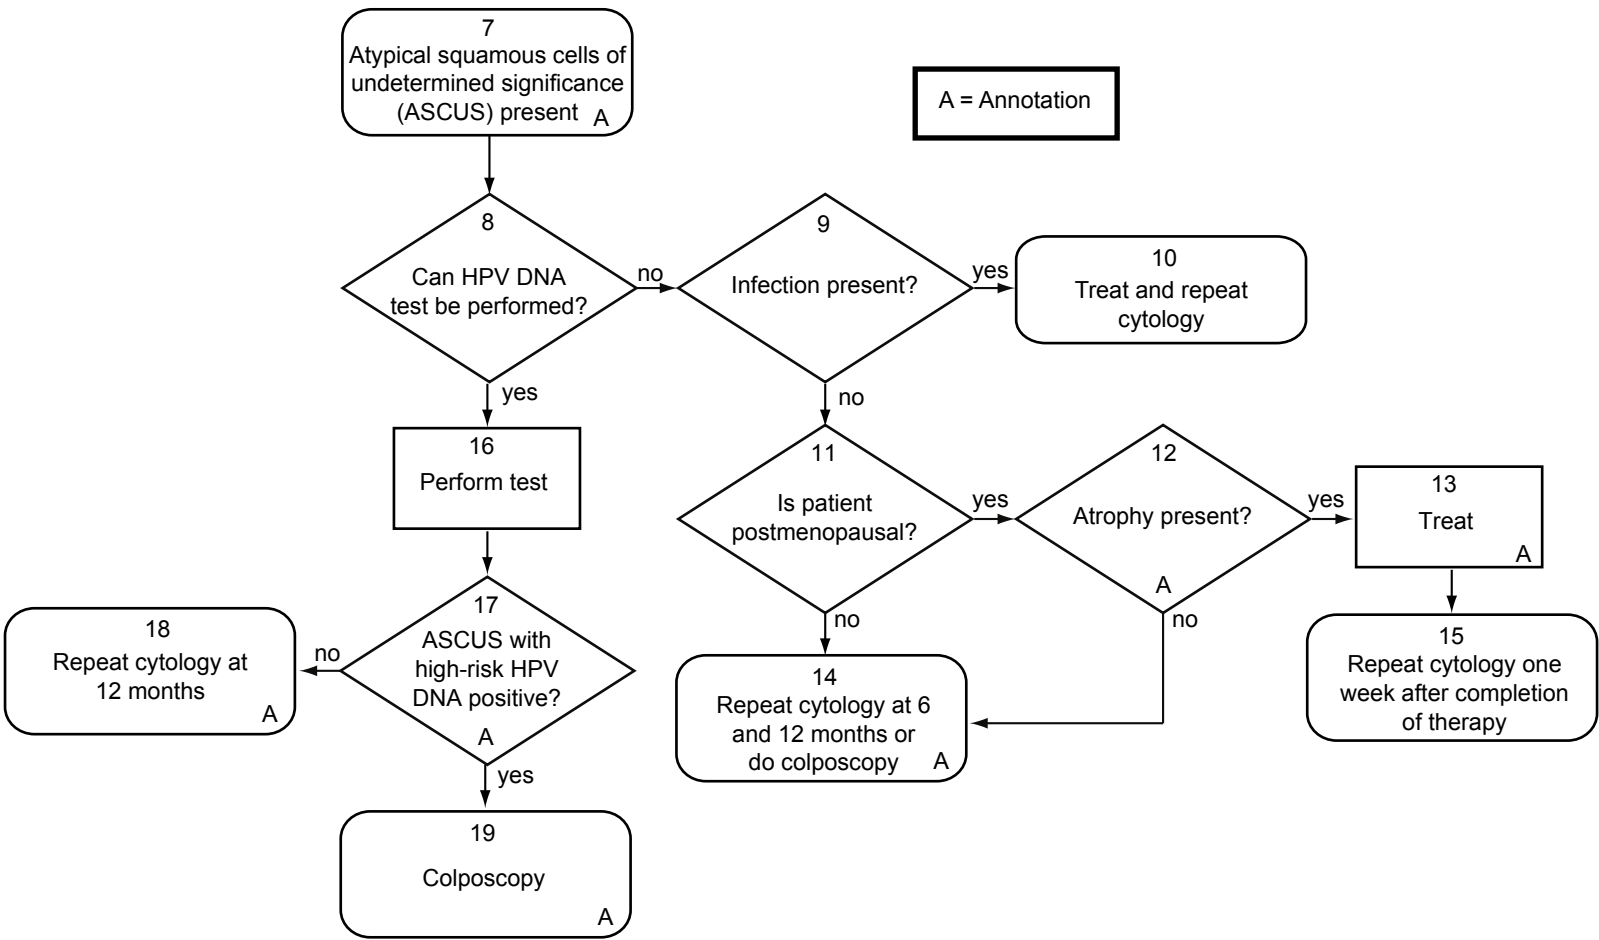 7
Atypical squamous cells of
undetermined significance
(ASCUS) present A
A = Annotation
8
Can HPV DNA
test be performed?
no
yes
9
Infection present?
yes
no
10
Treat and repeat
cytology
16
Perform test
11
Is patient
postmenopausal?
yes
no
12
Atrophy present?
A
yes
no
13
Treat
A
17
ASCUS with
high-risk HPV
DNA positive?
A
no
yes
18
Repeat cytology at
12 months
A
14
Repeat cytology at 6
and 12 months or
do colposcopy A
15
Repeat cytology one
week after completion
of therapy
19
Colposcopy
A